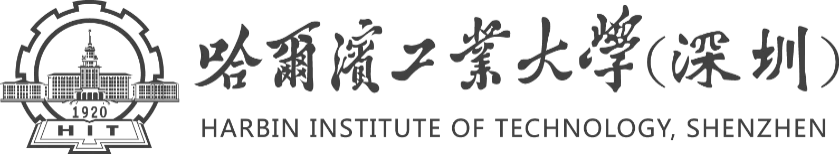 哈爾濱工業大學(深圳)
1920
HIT
HARBIN INSTITUTE OF TECHNOLOGY, SHENZHEN